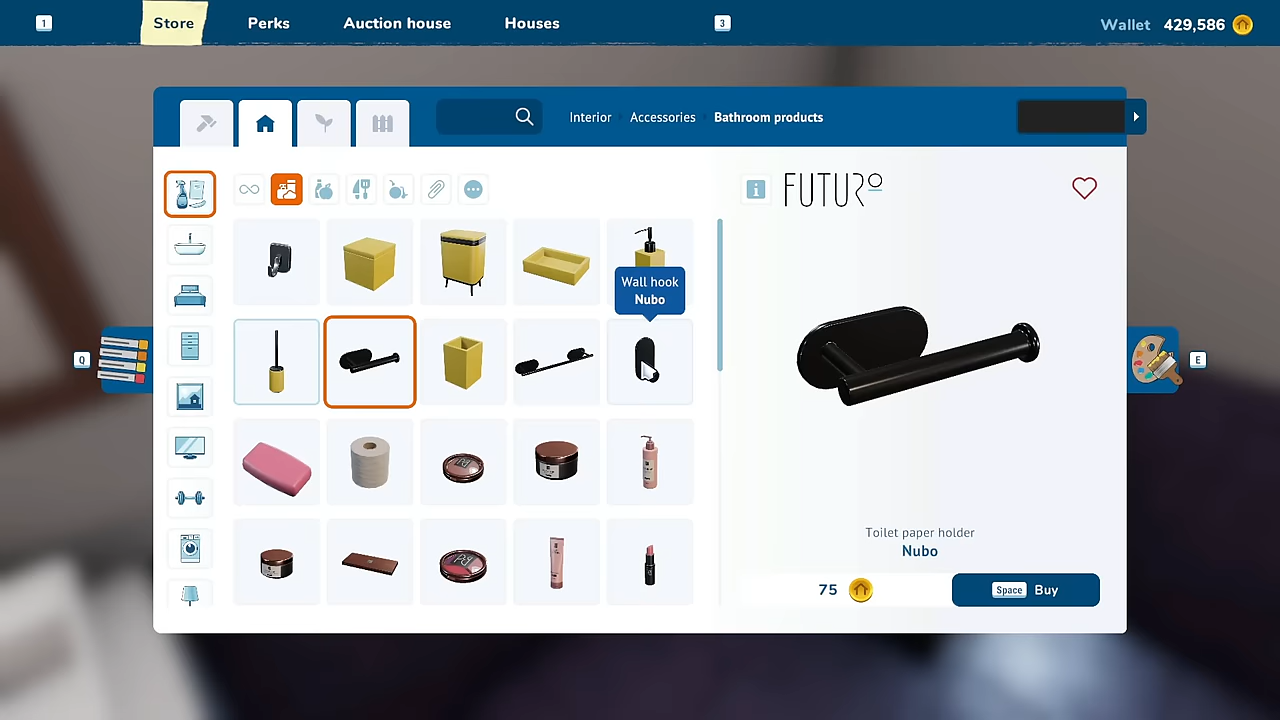 1
Store
Perks
Auction house
Houses
3
Wallet 429,586
Interior
Accessories
Bathroom products
FUTURO
Wall hook
Nubo
Q
E
Toilet paper holder
Nubo
75
Space Buy